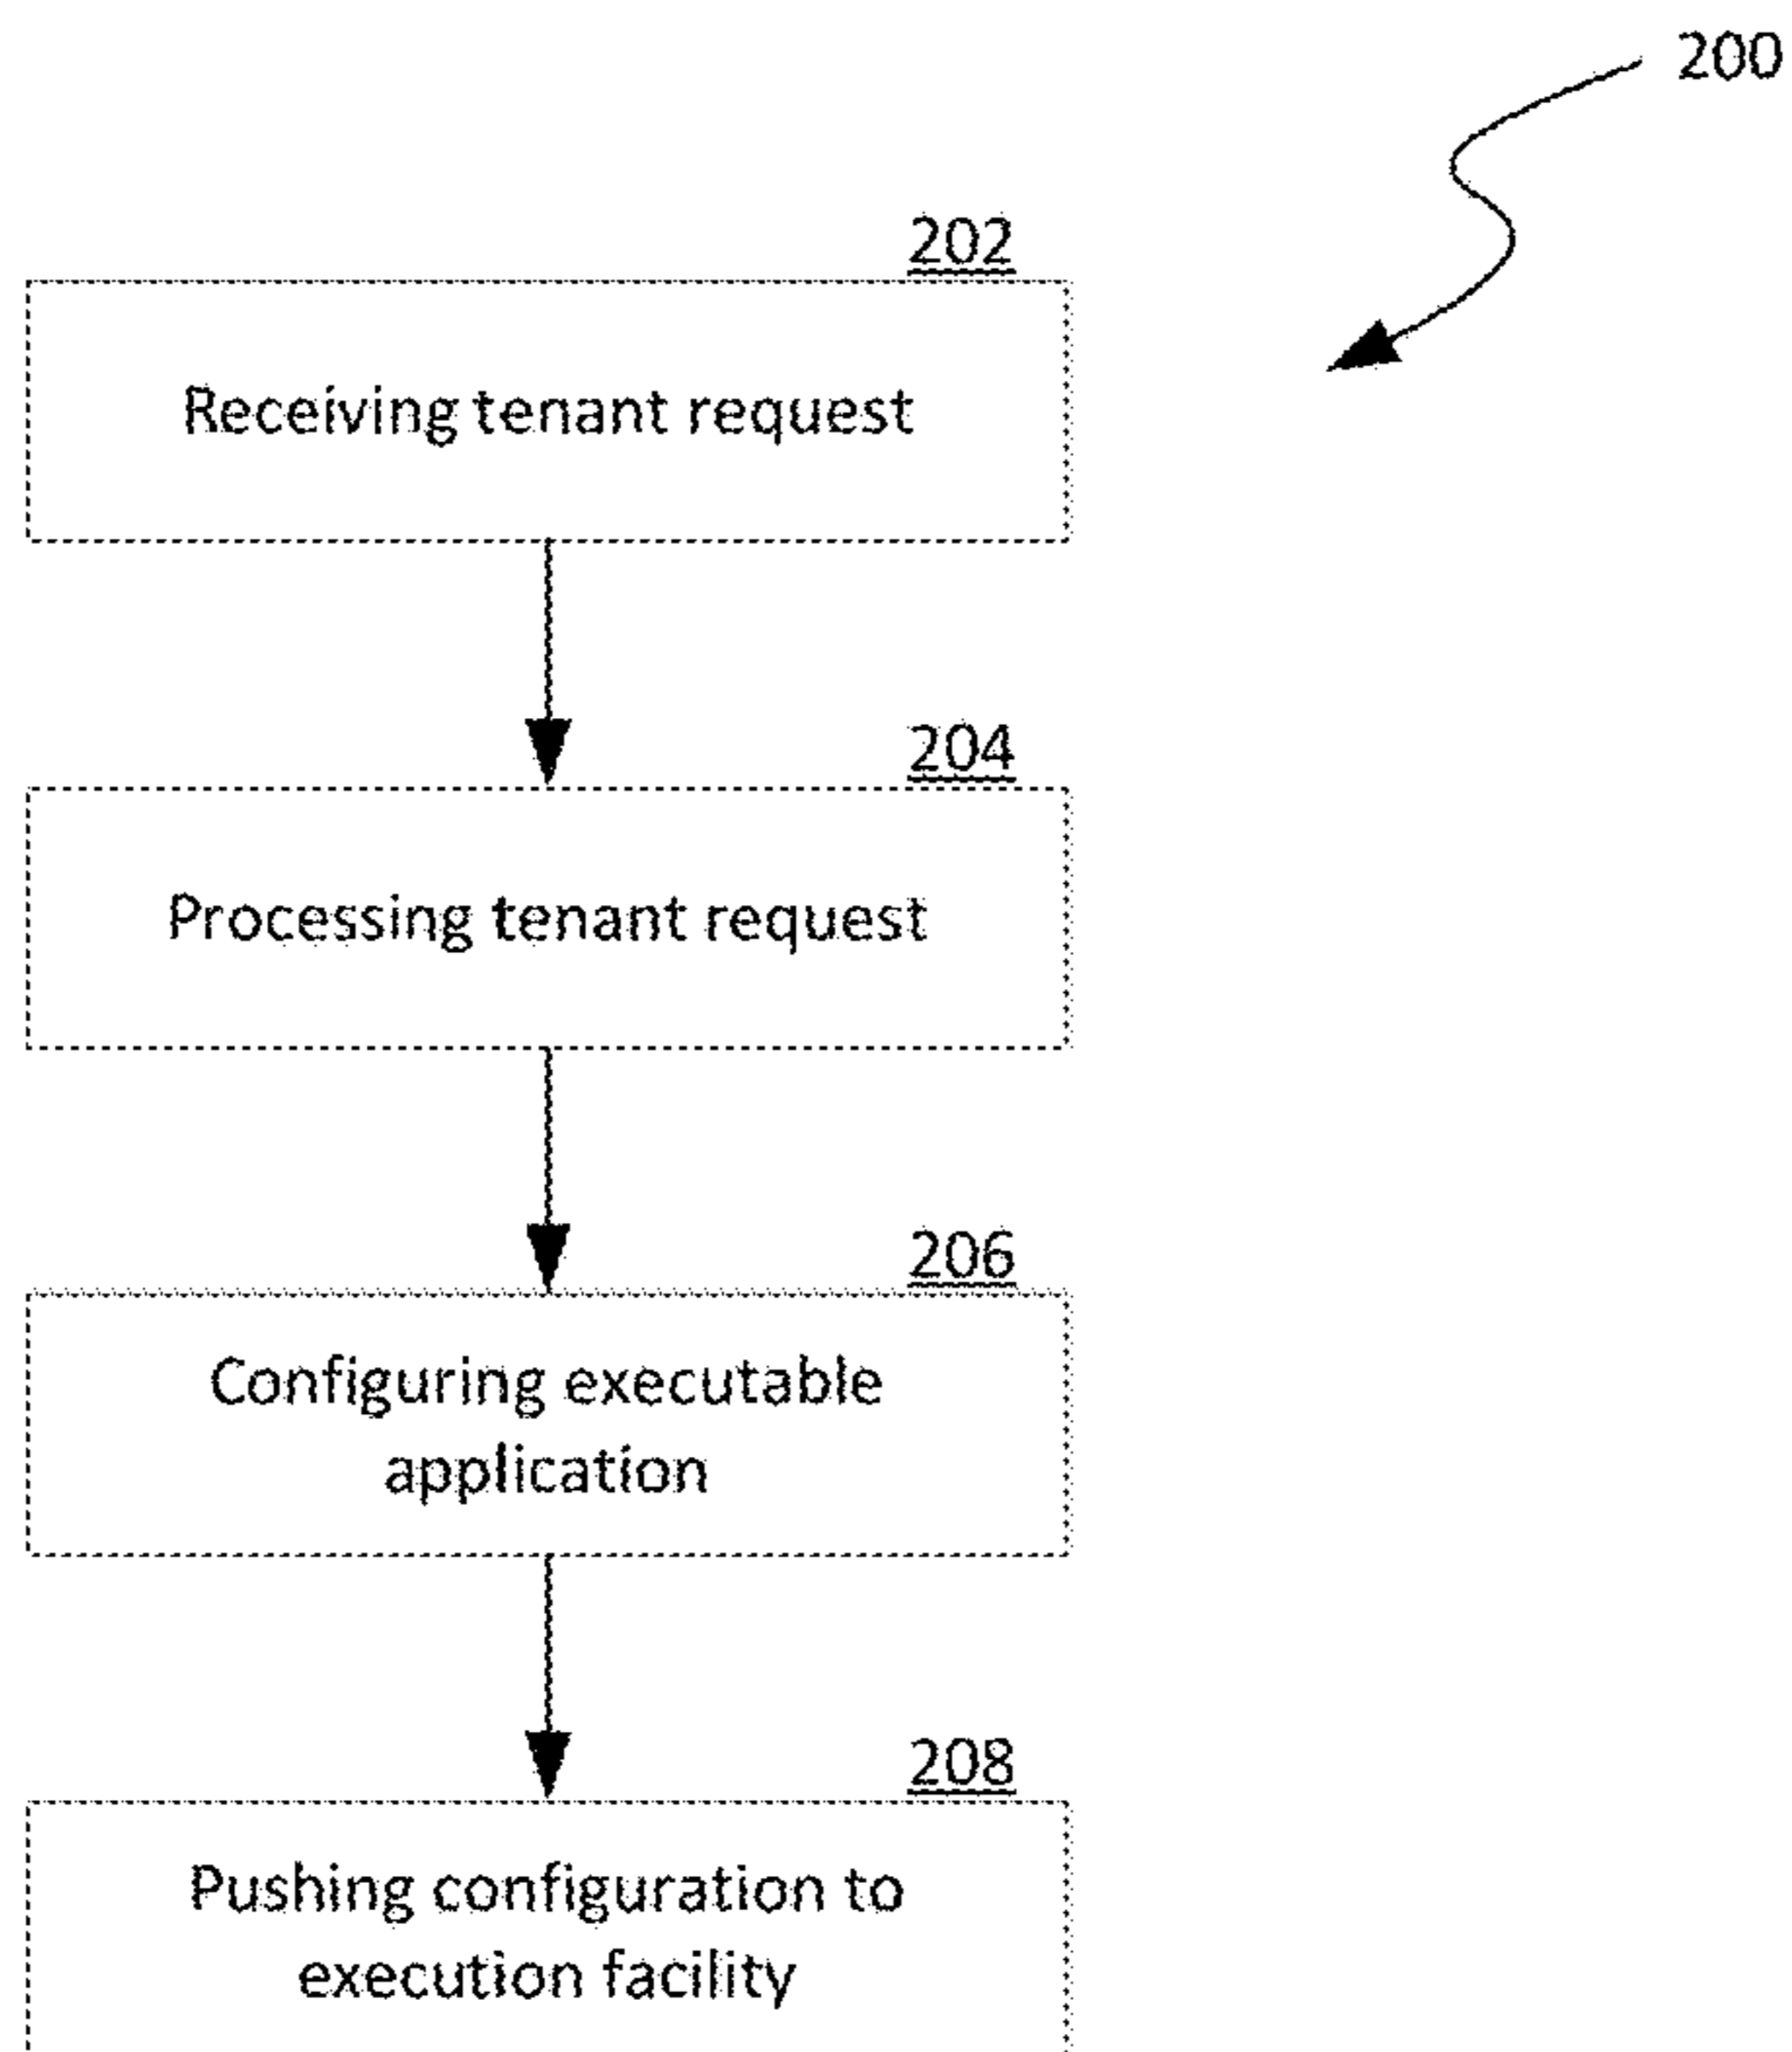 200
202
Receiving tenant request
204
Processing tenant request
206
Configuring executable
application
208
Pushing configuration to
execution facility